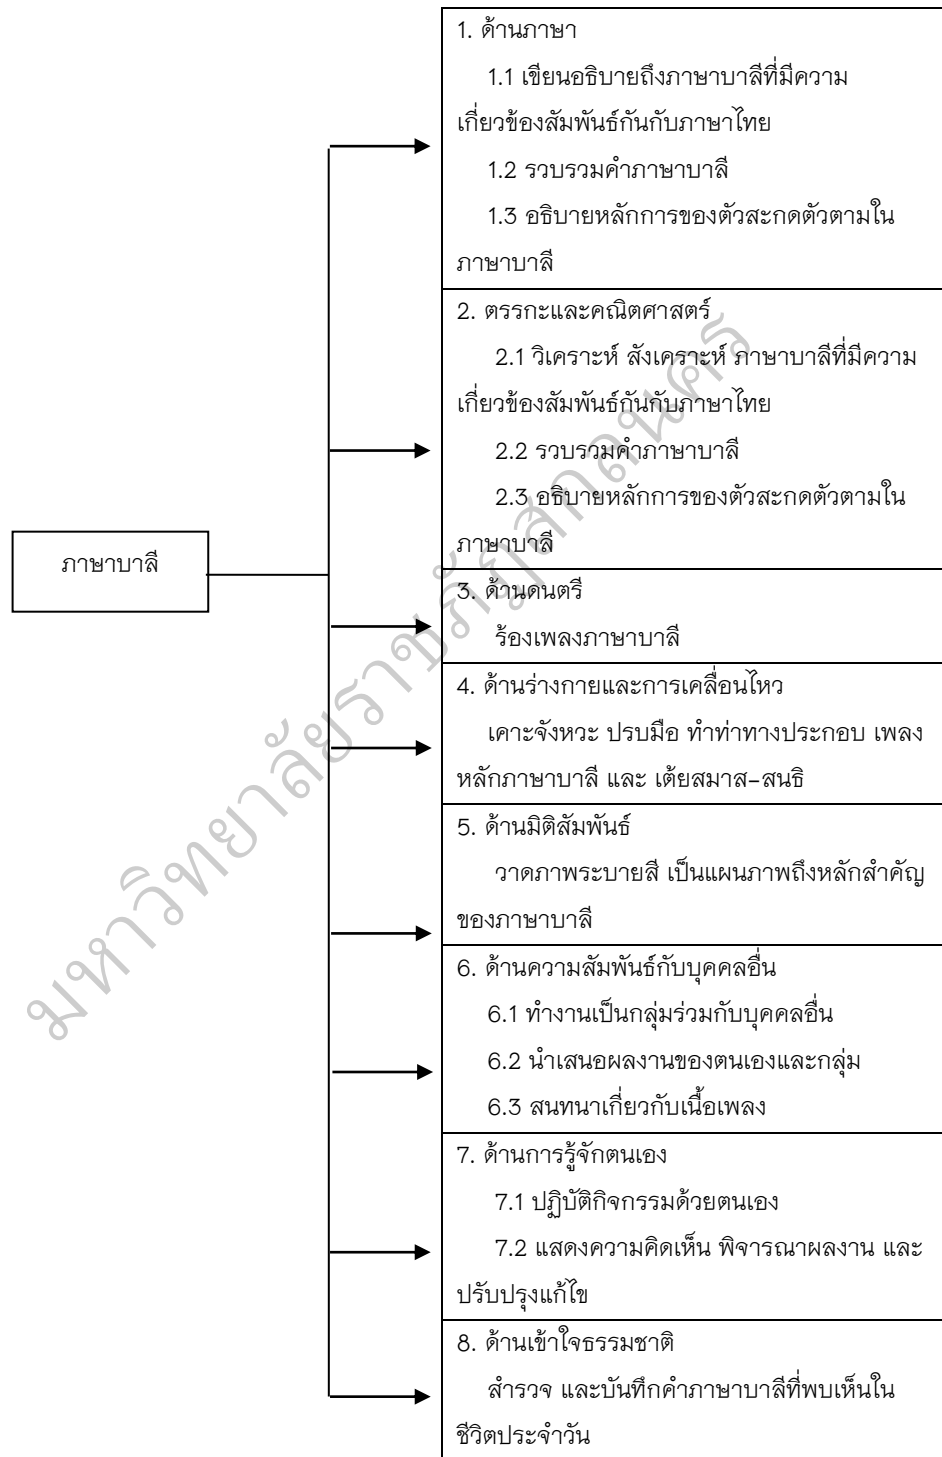 1. ด้านภาษา
1.1 เขียนอธิบายถึงภาษาบาลีที่มีความ
เกี่ยวข้องสัมพันธ์กันกับภาษาไทย
1.2 รวบรวมคำภาษาบาลี
1.3 อธิบายหลักการของตัวสะกดตัวตามใน
ภาษาบาลี
2. ตรรกะและคณิตศาสตร์
2.1 วิเคราะห์ สังเคราะห์ ภาษาบาลีที่มีความ
เกี่ยวข้องสัมพันธ์กันกับภาษาไทย
2.2 รวบรวมคำภาษาบาลี
2.3 อธิบายหลักการของตัวสะกดตัวตามใน
ภาษาบาลี
ภาษาบาลี
3. ด้านดนตรี
ร้องเพลงภาษาบาลี
4. ด้านร่างกายและการเคลื่อนไหว
เคาะจังหวะ ปรบมือ ทำท่าทางประกอบ เพลง
หลักภาษาบาลี และ เต้ยสมาส-สนธิ
5. ด้านมิติสัมพันธ์
วาดภาพระบายสี เป็นแผนภาพถึงหลักสำคัญ
ของภาษาบาลี
6. ด้านความสัมพันธ์กับบุคคลอื่น
6.1 ทำงานเป็นกลุ่มร่วมกับบุคคลอื่น
6.2 นำเสนอผลงานของตนเองและกลุ่ม
6.3 สนทนาเกี่ยวกับเนื้อเพลง
7. ด้านการรู้จักตนเอง
7.1 ปฏิบัติกิจกรรมด้วยตนเอง
7.2 แสดงความคิดเห็น พิจารณาผลงาน และ
ปรับปรุงแก้ไข
8. ด้านเข้าใจธรรมชาติ
สำรวจ และบันทึกคำภาษาบาลีที่พบเห็นใน
ชีวิตประจำวัน
มหาวิทยาลัยราชภัฏสกลนคร